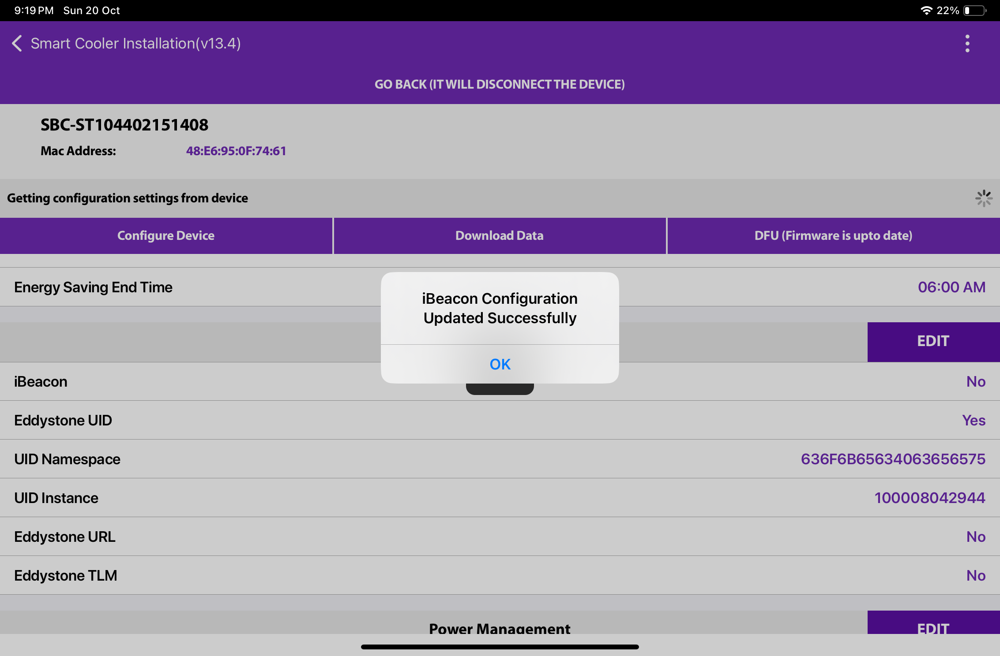 9:19 PM Sun 20 Oct
22%
Smart Cooler Installation(v13.4)
GO BACK (IT WILL DISCONNECT THE DEVICE)
SBC-ST104402151408
Mac Address: 48:E6:95:0F:74:61
Getting configuration settings from device
Configure Device Download Data DFU (Firmware is upto date)
Energy Saving End Time 06:00 AM
iBeacon Configuration
Updated Successfully
OK
EDIT
iBeacon No
Eddystone UID Yes
UID Namespace 636F6B65634063656575
UID Instance 100008042944
Eddystone URL No
Eddystone TLM No
Power Management EDIT